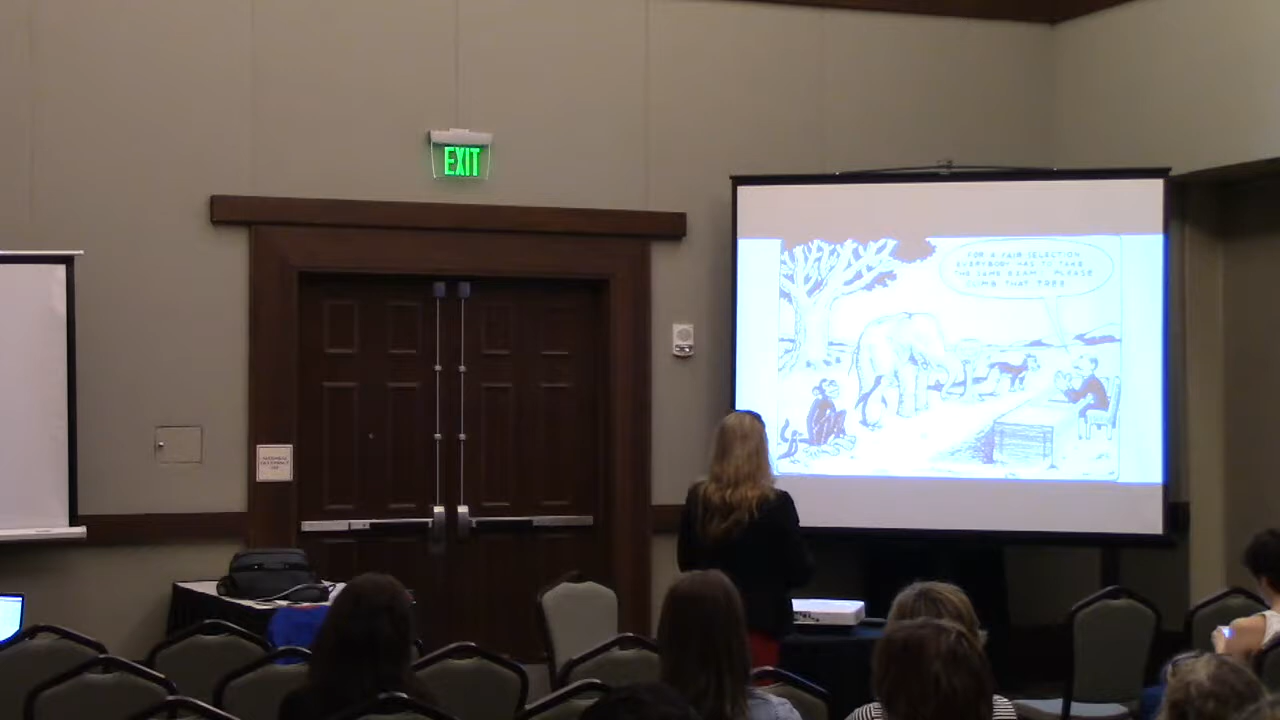 EXIT
FOR A FAIR SELECTION
EVERYBODY HAS TO TAKE
THE SAME EXAM: PLEASE
CLIMB THAT TREE